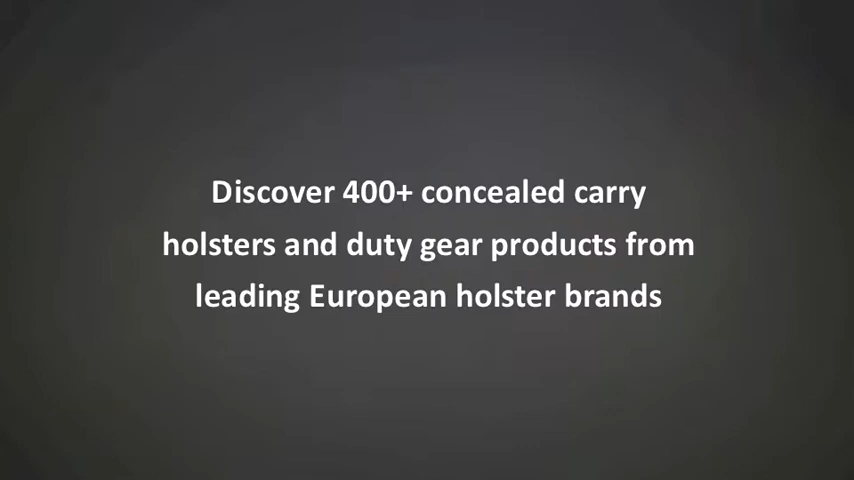 Discover 400+ concealed carry
holsters and duty gear products from
leading European holster brands